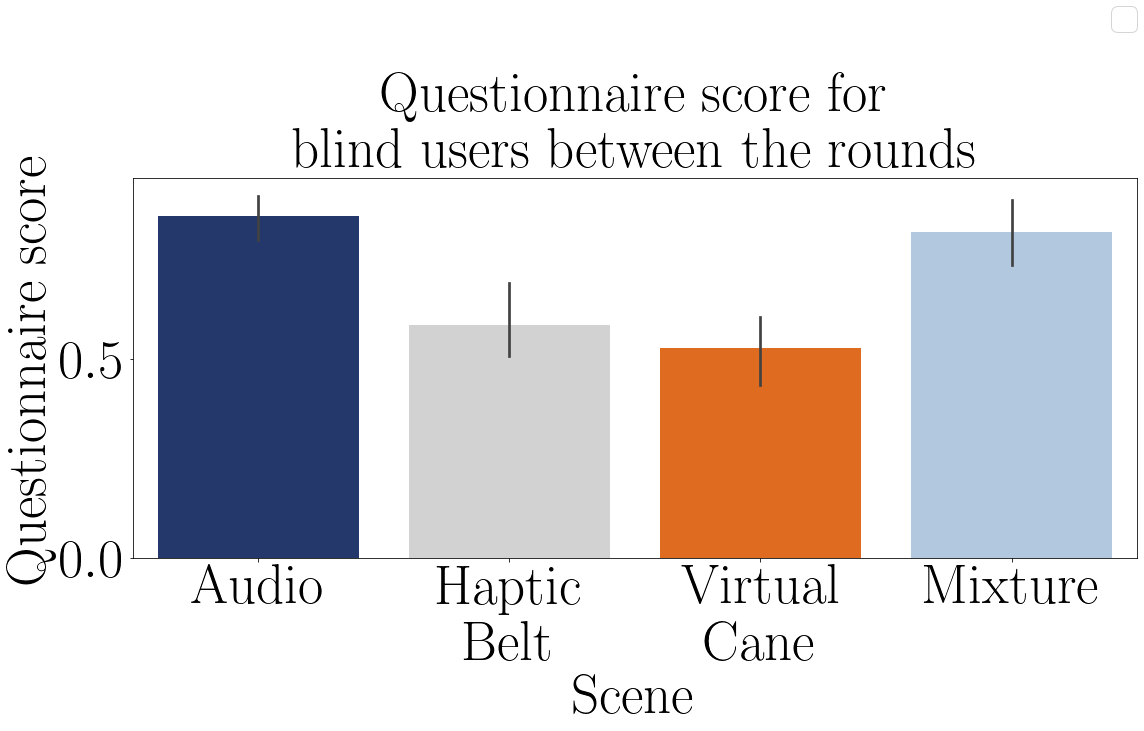 Questionnaire score for
blind users between the rounds
Questionnaire score
0.5
0.0
Audio
Haptic
Belt
Virtual
Cane
Mixture
Scene